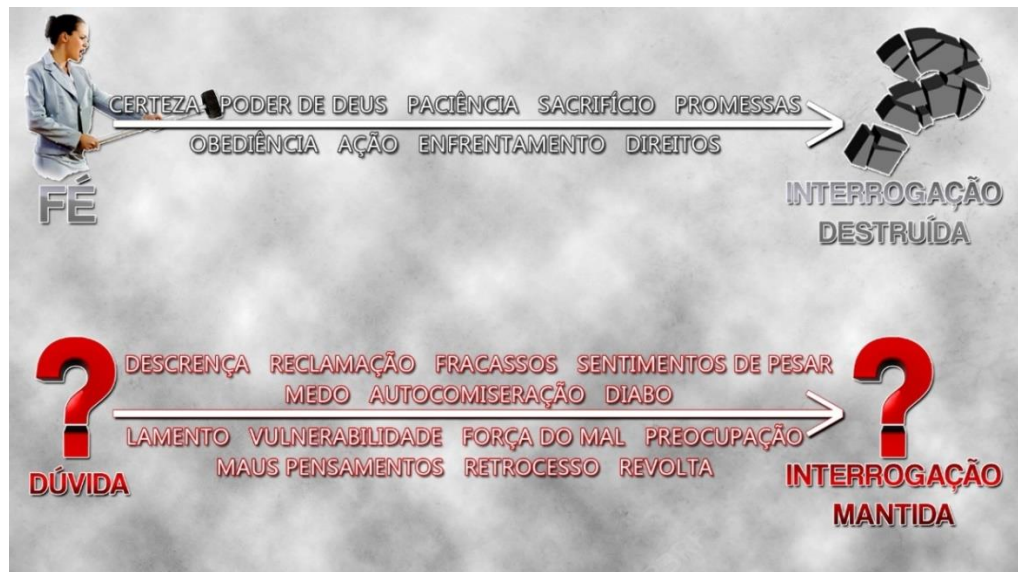 CERTEZA PODER DE DEUS PACIÊNCIA SACRIFÍCIO PROMESSAS
OBEDIÊNCIA AÇÃO ENFRENTAMENTO DIREITOS
FÉ
INTERROGAÇÃO
DESTRUÍDA
DESCRENÇA RECLAMAÇÃO FRACASSOS SENTIMENTOS DE PESAR
MEDO AUTOCOMISERAÇÃO DIABO
LAMENTO VULNERABILIDADE FORÇA DO MAL PREOCUPAÇÃO
MAUS PENSAMENTOS RETROCESSO REVOLTA
DÚVIDA
INTERROGAÇÃO
MANTIDA